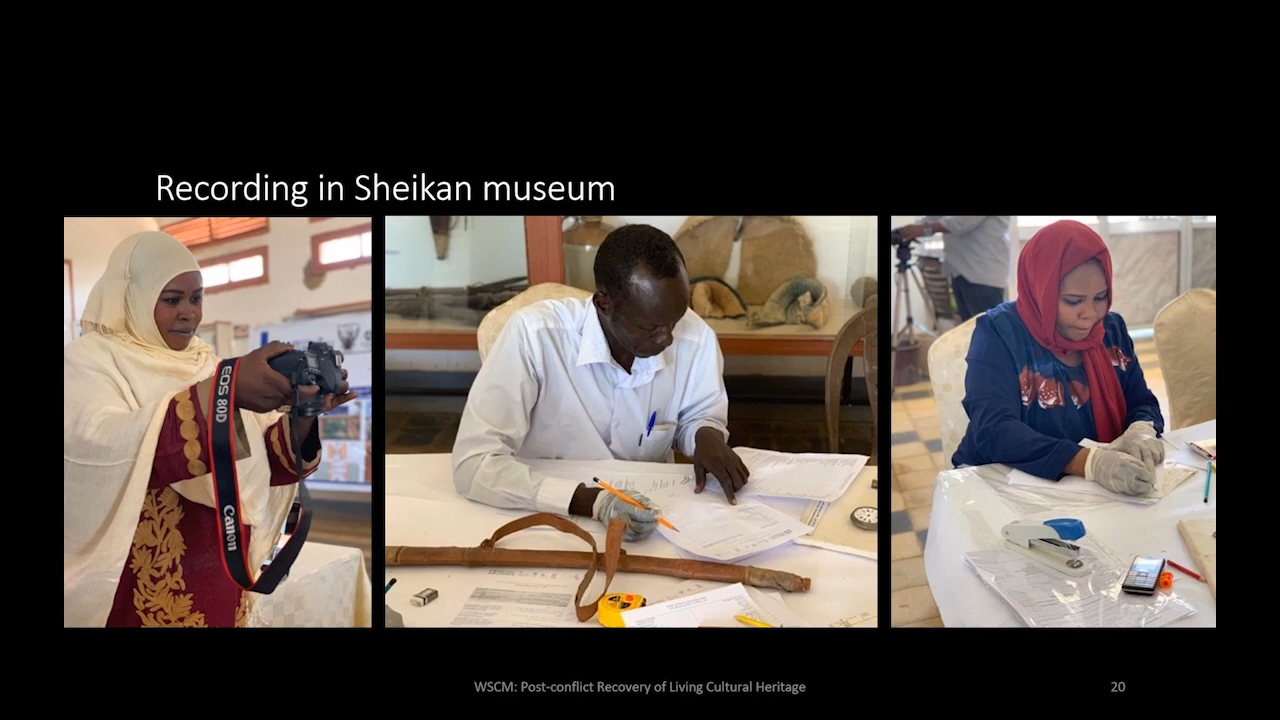 Recording in Sheikan museum
EOS 80D
Canon
WSCM: Post-conflict Recovery of Living Cultural Heritage
20